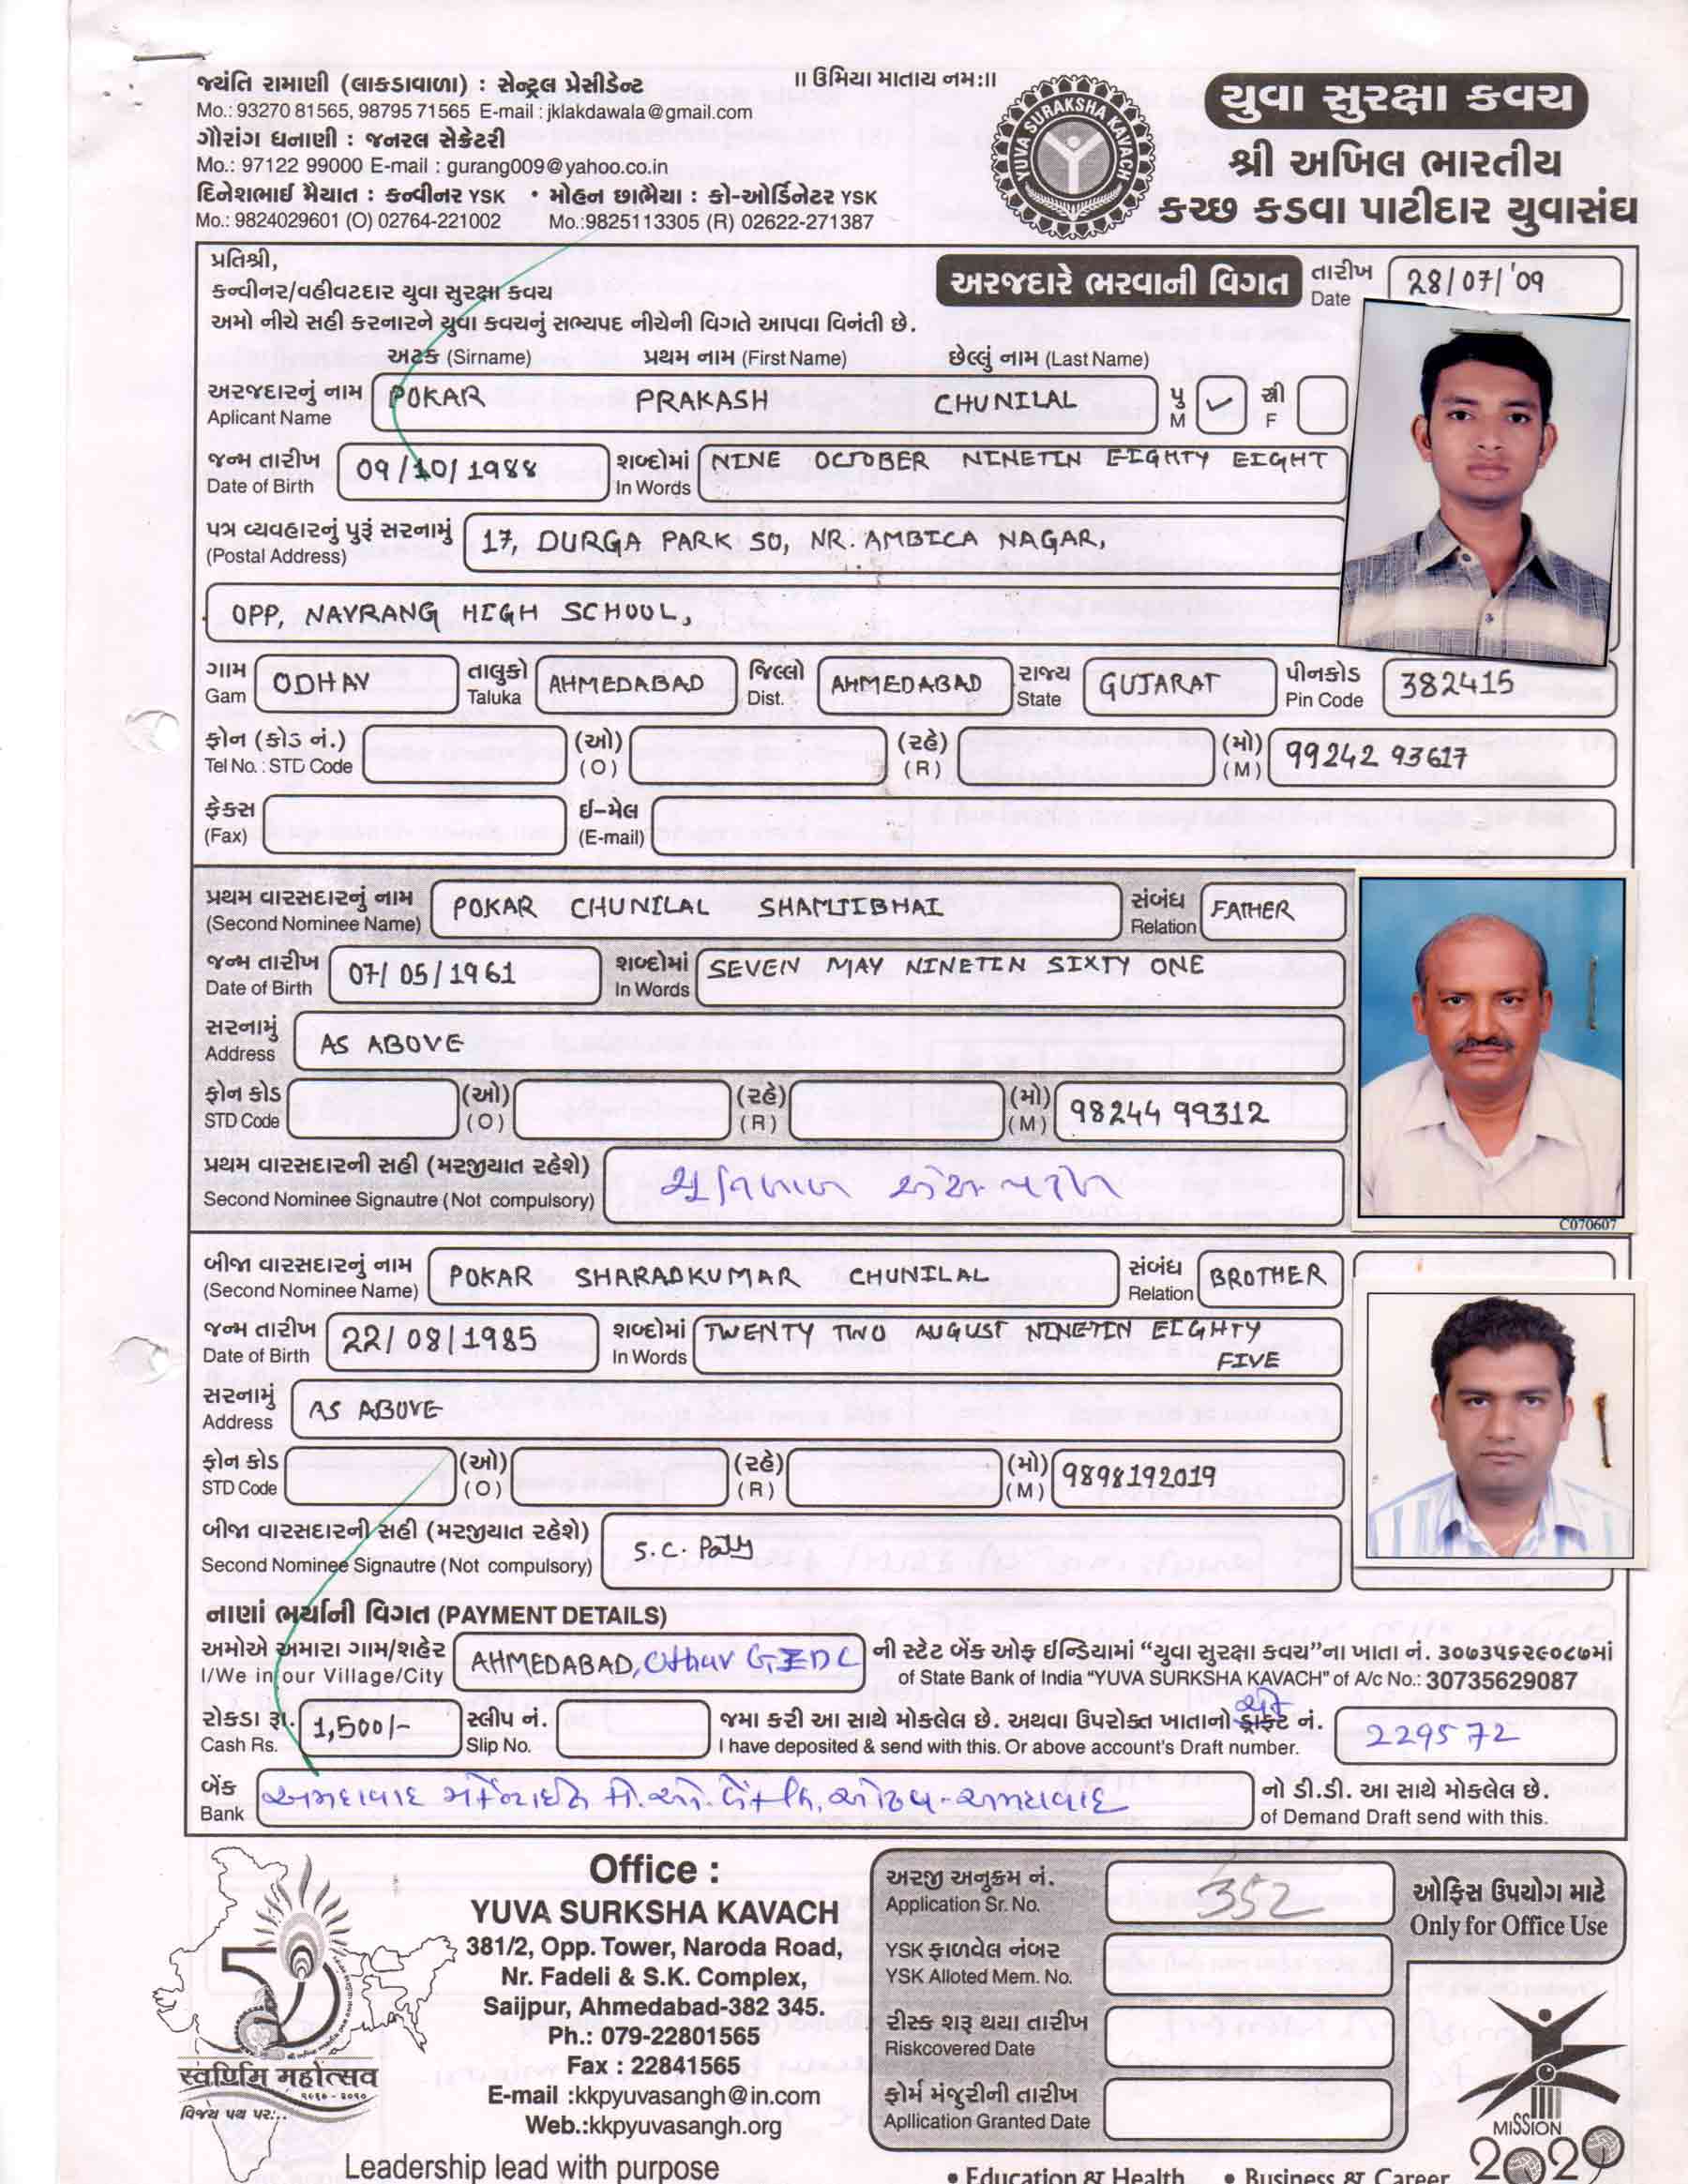 ॥ ઉમિયા માતાય નમઃ॥
જયંતિ રામાણી (લાકડાવાળા) : સેન્ટ્રલ પ્રેસીડેન્ટ
Mo.: 93270 81565, 98795 71565 E-mail : jklakdawala@gmail.com
ગૌરાંગ ધનાણી : જનરલ સેક્રેટરી
Mo.: 97122 99000 E-mail : gurang009@yahoo.co.in
દિનેશભાઈ મૈયાત : કન્વીનર YSK • મોહન છાભૈયા : કો-ઓર્ડિનેટર YSK
Mo.: 9824029601 (O) 02764-221002 Mo.:9825113305 (R) 02622-271387
YUVA SURAKSHA KAVACH
યુવા સુરક્ષા કવચ
શ્રી અખિલ ભારતીય
કચ્છ કડવા પાટીદાર યુવાસંઘ
પ્રતિશ્રી,
કન્વીનર/વહીવટદાર યુવા સુરક્ષા કવચ
અમો નીચે સહી કરનારને યુવા કવચનું સભ્યપદ નીચેની વિગતે આપવા વિનંતી છે.
અરજદારે ભરવાની વિગત
તારીખ Date 28/07/'09
અટક (Sirname) પ્રથમ નામ (First Name) છેલ્લું નામ (Last Name)
અરજદારનું નામ POKAR PRAKASH CHUNILAL પુ ✓ સ્ત્રી
Aplicant Name M F
જન્મ તારીખ 09/10/1988 શબ્દોમાં NINE OCTOBER NINETIN EIGHTY EIGHT
Date of Birth In Words
પત્ર વ્યવહારનું પુરૂં સરનામું 17, DURGA PARK SO, NR. AMBICA NAGAR,
(Postal Address)
OPP, NAVRANG HIGH SCHOOL,
ગામ ODHAV તાલુકો AHMEDABAD જિલ્લો AHMEDABAD રાજ્ય GUJARAT પીનકોડ 382415
Gam Taluka Dist. State Pin Code
ફોન (કોડ નં.) (ઓ) (રહે) (મો) 99242 93617
Tel No. : STD Code (O) (R) (M)
ફેક્સ ઈ-મેલ
(Fax) (E-mail)
પ્રથમ વારસદારનું નામ POKAR CHUNILAL SHAMJIBHAI સંબંધ FATHER
(Second Nominee Name) Relation
જન્મ તારીખ 07/05/1961 શબ્દોમાં SEVEN MAY NINETIN SIXTY ONE
Date of Birth In Words
સરનામું AS ABOVE
Address
ફોન કોડ (ઓ) (રહે) (મો) 98244 99312
STD Code (O) (R) (M)
પ્રથમ વારસદારની સહી (મરજીયાત રહેશે)
Second Nominee Signautre (Not compulsory)
C070607
બીજા વારસદારનું નામ POKAR SHARADKUMAR CHUNILAL સંબંધ BROTHER
(Second Nominee Name) Relation
જન્મ તારીખ 22/08/1985 શબ્દોમાં TWENTY TWO AUGUST NINETIN EIGHTY
Date of Birth In Words FIVE
સરનામું AS ABOVE
Address
ફોન કોડ (ઓ) (રહે) (મો) 9898192019
STD Code (O) (R) (M)
બીજા વારસદારની સહી (મરજીયાત રહેશે) S.C.
Second Nominee Signautre (Not compulsory)
નાણાં ભર્યાની વિગત (PAYMENT DETAILS)
અમોએ અમારા ગામ/શહેર AHMEDABAD, GIDC ની સ્ટેટ બેંક ઓફ ઇન્ડિયામાં “યુવા સુરક્ષા કવચ”ના ખાતા નં. ૩૦૭૩૫૬૨૯૦૮૭માં
I/We in our Village/City of State Bank of India "YUVA SURKSHA KAVACH" of A/c No.: 30735629087
રોકડા રૂા. 1,500/- સ્લીપ નં. જમા કરી આ સાથે મોકલેલ છે. અથવા ઉપરોક્ત ખાતાનો ડ્રાફ્ટ નં. 229572
Cash Rs. Slip No. I have deposited & send with this. Or above account's Draft number.
બેંક અમદાવાદ મર્કન્ટાઈલ કો.ઓ. બેંક લિ, ઓઢવ-અમદાવાદ નો ડી.ડી. આ સાથે મોકલેલ છે.
Bank of Demand Draft send with this.
50
स्वर्णिम महोत्सव
૨૦૧૦
વિજય પથ પર...
Office :
YUVA SURKSHA KAVACH
381/2, Opp. Tower, Naroda Road,
Nr. Fadeli & S.K. Complex,
Saijpur, Ahmedabad-382 345.
Ph.: 079-22801565
Fax : 22841565
E-mail :kkpyuvasangh@in.com
Web.:kkpyuvasangh.org
Leadership lead with purpose
અરજી અનુક્રમ નં. 352
Application Sr. No.
YSK ફાળવેલ નંબર
YSK Alloted Mem. No.
રીસ્ક શરૂ થયા તારીખ
Riskcovered Date
ફોર્મ મંજુરીની તારીખ
Apllication Granted Date
ઓફિસ ઉપયોગ માટે
Only for Office Use
MISSION
2020
• Education & Health • Business & Career